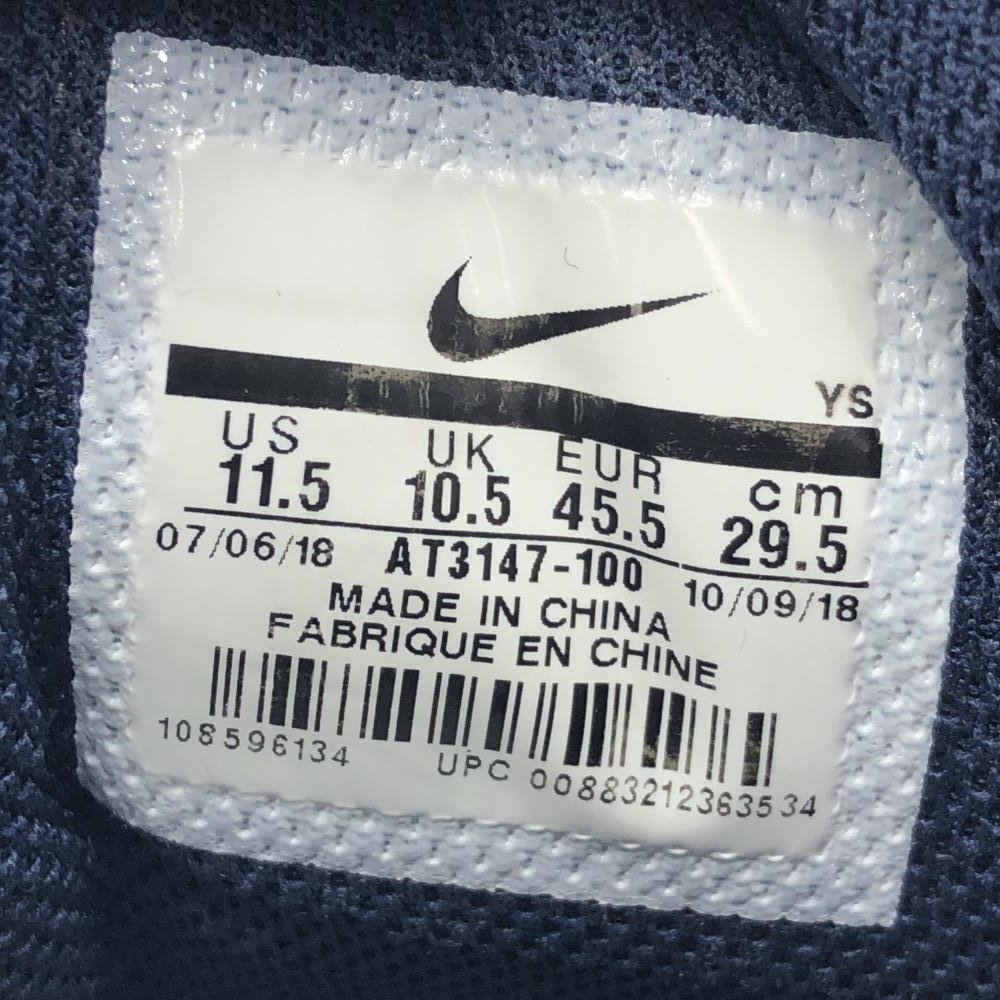 YS
US UK EUR cm
11.5 10.5 45.5 29.5
07/06/18 AT3147-100 10/09/18
MADE IN CHINA
FABRIQUE EN CHINE
108596134 UPC 00883212363534